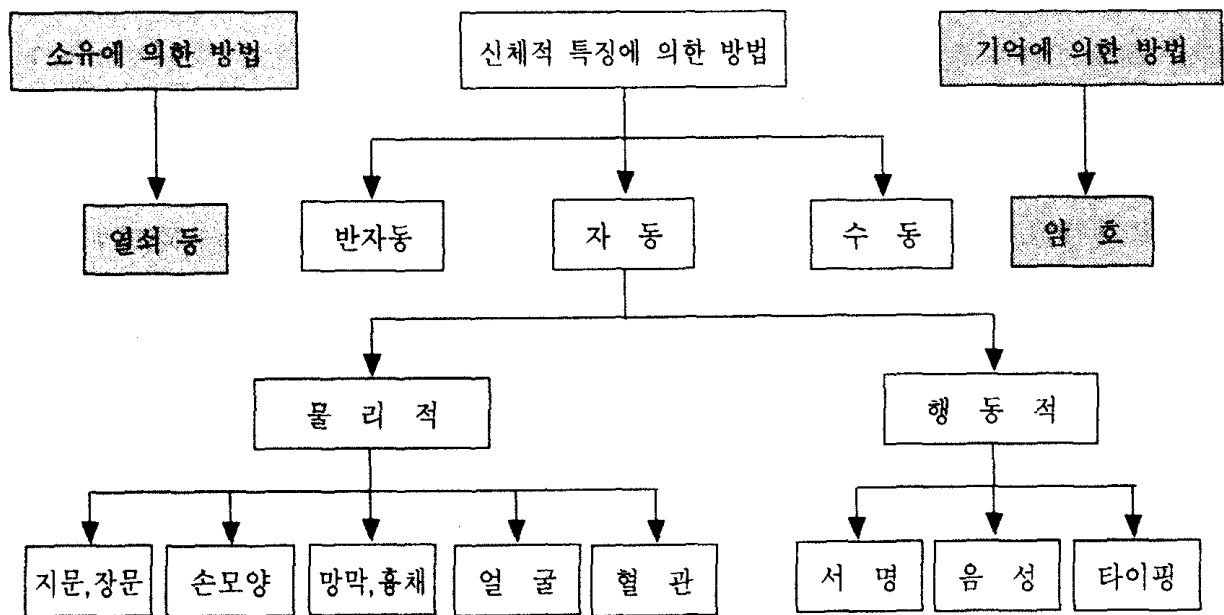 소유에 의한 방법
신체적 특징에 의한 방법
기억에 의한 방법
열쇠 등
반자동
자 동
수 동
암 호
물 리 적
행 동 적
지문,장문
손모양
망막,홍채
얼 굴
혈 관
서 명
음 성
타이핑